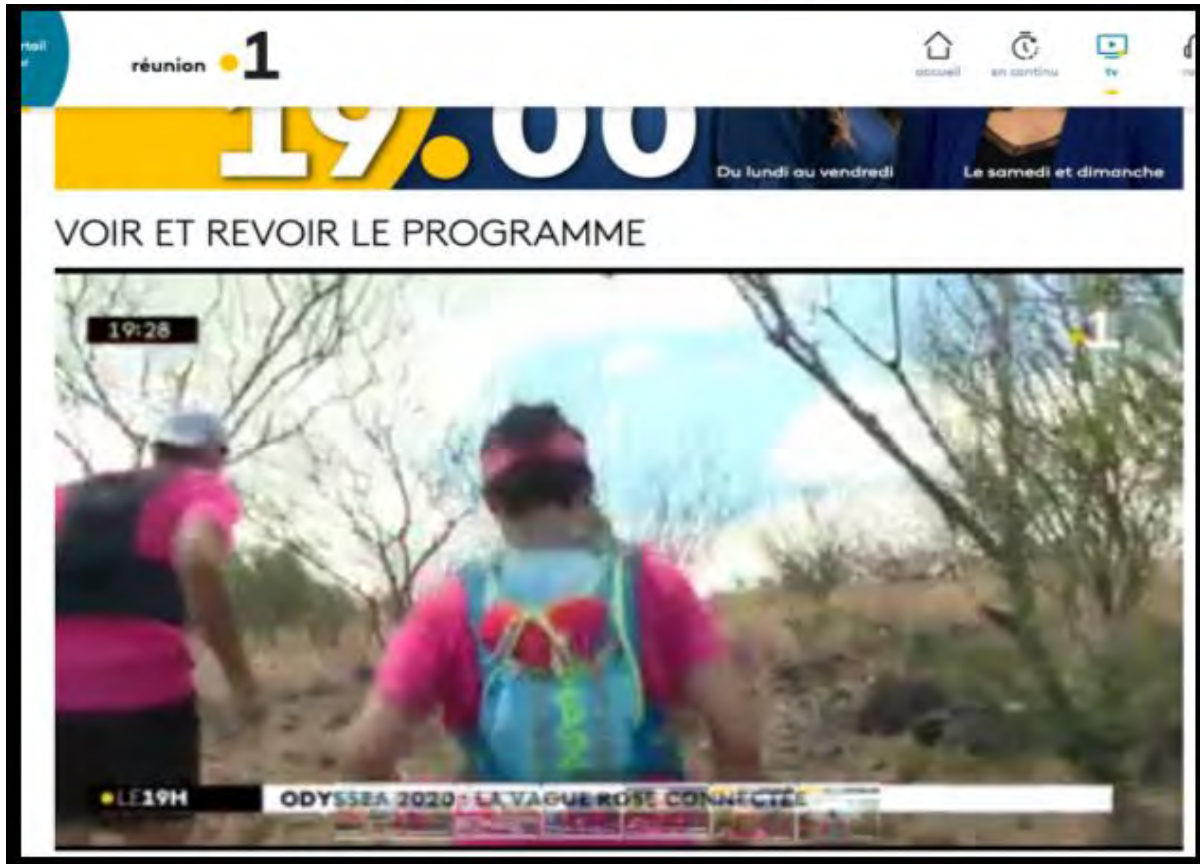 réunion 1
accueil
en continu
tv
19.00
Du lundi au vendredi
Le samedi et dimanche
VOIR ET REVOIR LE PROGRAMME
19:28
1
LE19H
ODYSSEA 2020 : LA VAGUE ROSE CONNECTÉE